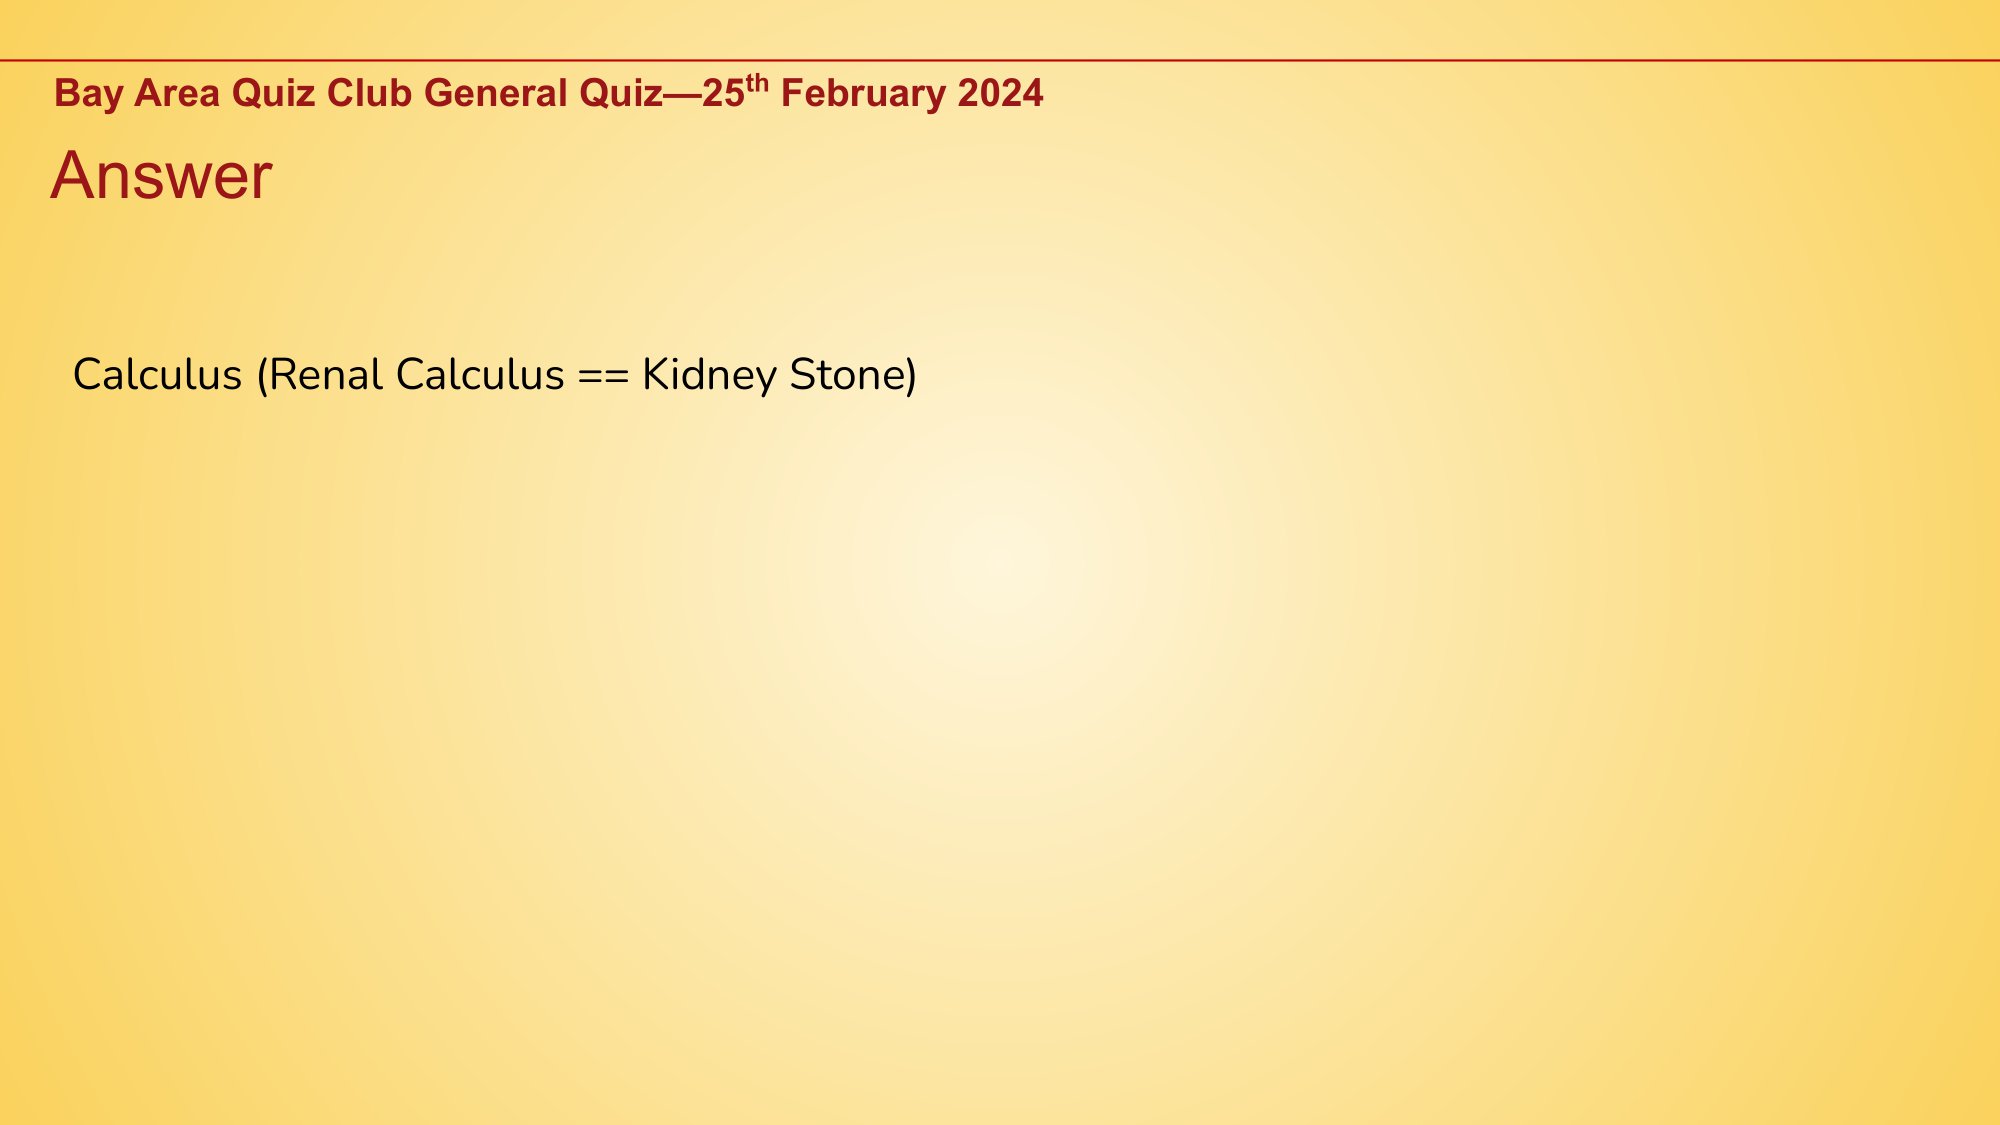 Bay Area Quiz Club General Quiz—25th February 2024
Answer
Calculus (Renal Calculus == Kidney Stone)